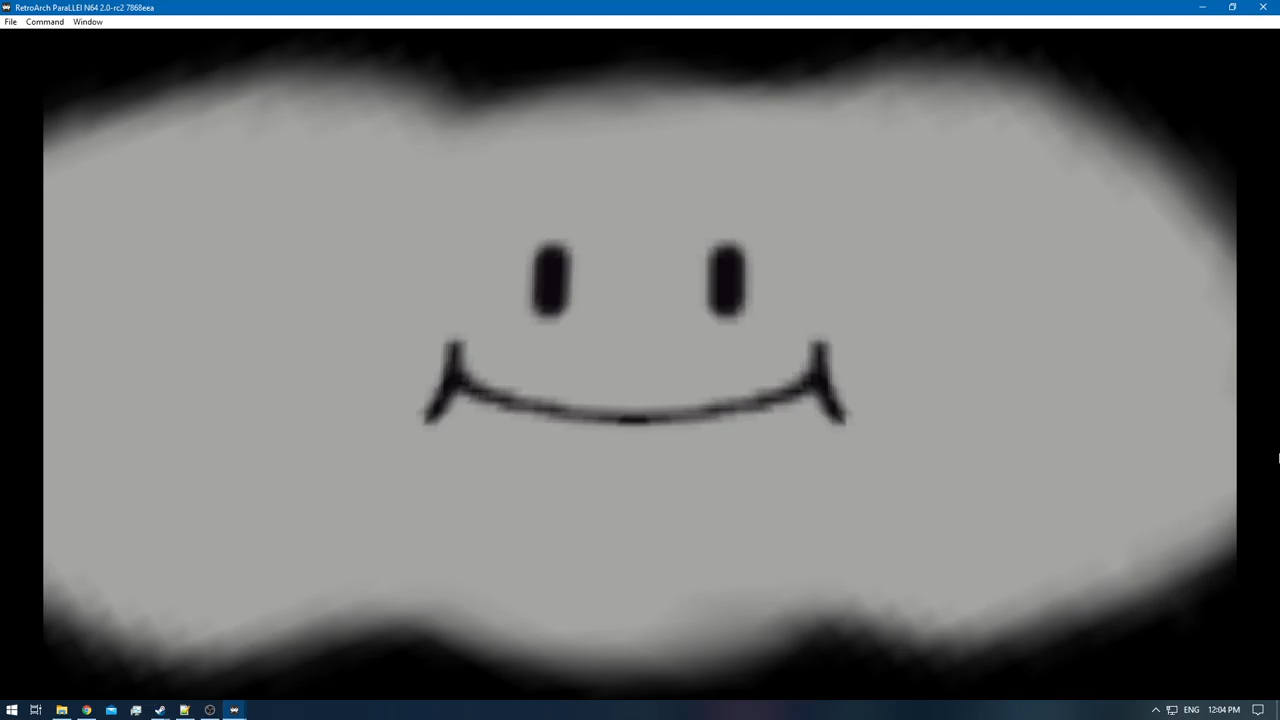 RetroArch ParaLLEl N64 2.0-rc2 7868eea
File Command Window
ENG 12:04 PM